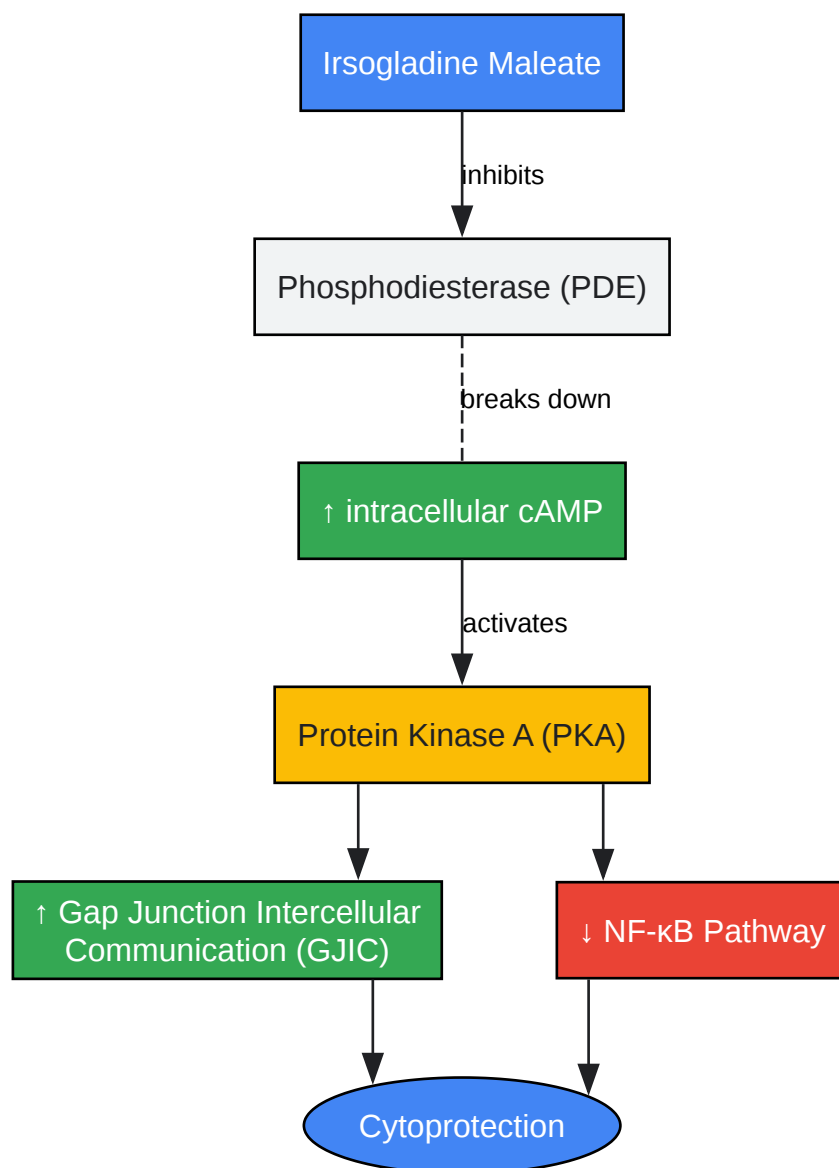 Irsogladine Maleate
inhibits
Phosphodiesterase (PDE)
breaks down
↑ intracellular cAMP
activates
Protein Kinase A (PKA)
↑ Gap Junction Intercellular
Communication (GJIC)
↓ NF-κB Pathway
Cytoprotection